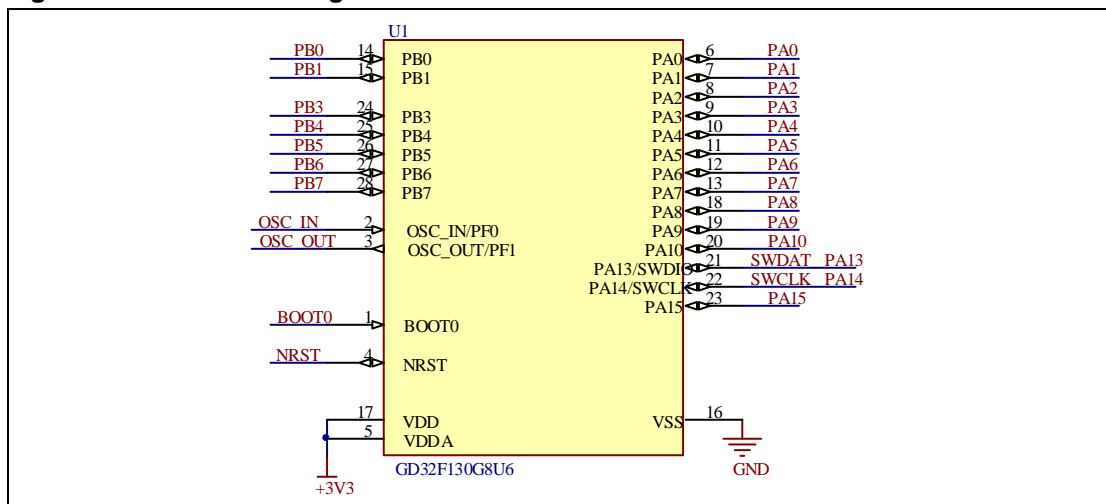 U1
PB0 14 PB0 PA0 6 PA0
PB1 15 PB1 PA1 7 PA1
PA2 8 PA2
PB3 24 PB3 PA3 9 PA3
PB4 25 PB4 PA4 10 PA4
PB5 26 PB5 PA5 11 PA5
PB6 27 PB6 PA6 12 PA6
PB7 28 PB7 PA7 13 PA7
PA8 18 PA8
OSC_IN 2 OSC_IN/PF0 PA9 19 PA9
OSC_OUT 3 OSC_OUT/PF1 PA10 20 PA10
PA13/SWDIO 21 SWDAT_PA13
PA14/SWCLK 22 SWCLK_PA14
PA15 23 PA15
BOOT0 1 BOOT0
NRST 4 NRST
17 VDD VSS 16
5 VDDA
GD32F130G8U6 GND
+3V3